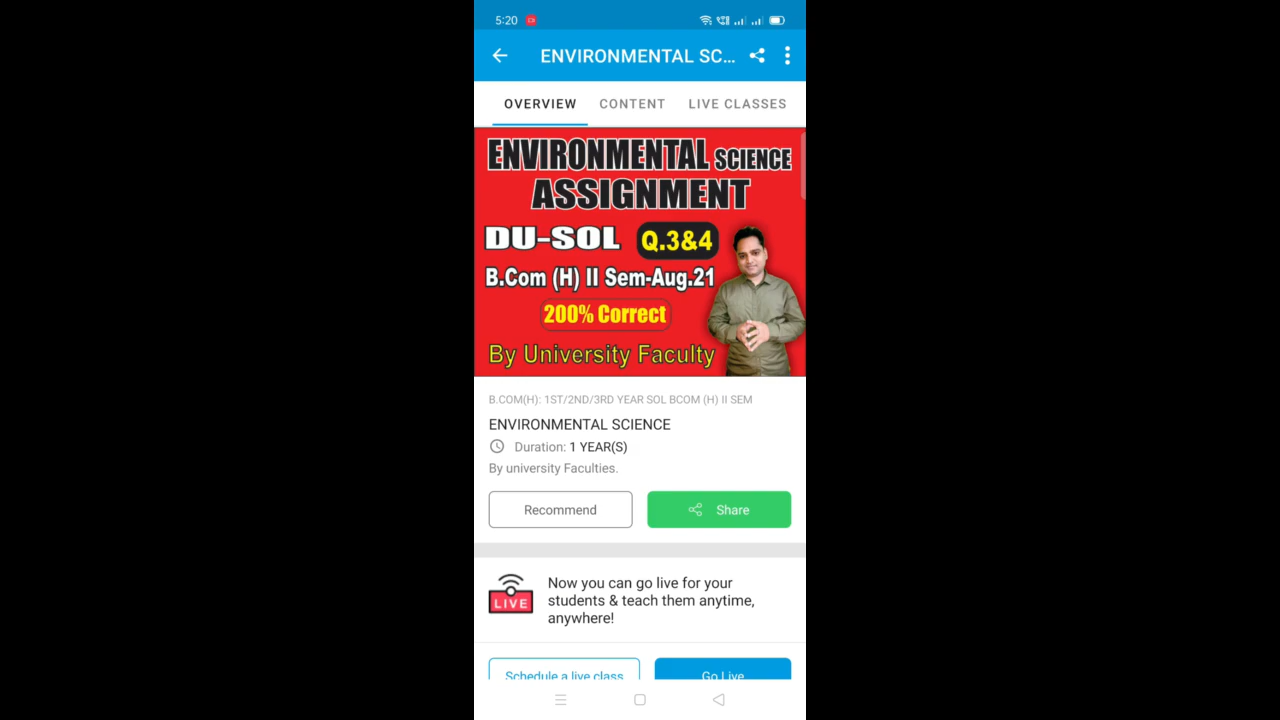 5:20
ENVIRONMENTAL SC...
OVERVIEW CONTENT LIVE CLASSES
ENVIRONMENTAL SCIENCE
ASSIGNMENT
DU-SOL Q.3&4
B.Com (H) II Sem-Aug.21
200% Correct
By University Faculty
B.COM(H): 1ST/2ND/3RD YEAR SOL BCOM (H) II SEM
ENVIRONMENTAL SCIENCE
Duration: 1 YEAR(S)
By university Faculties.
Recommend Share
LIVE
Now you can go live for your
students & teach them anytime,
anywhere!
Schedule a live class Go Live